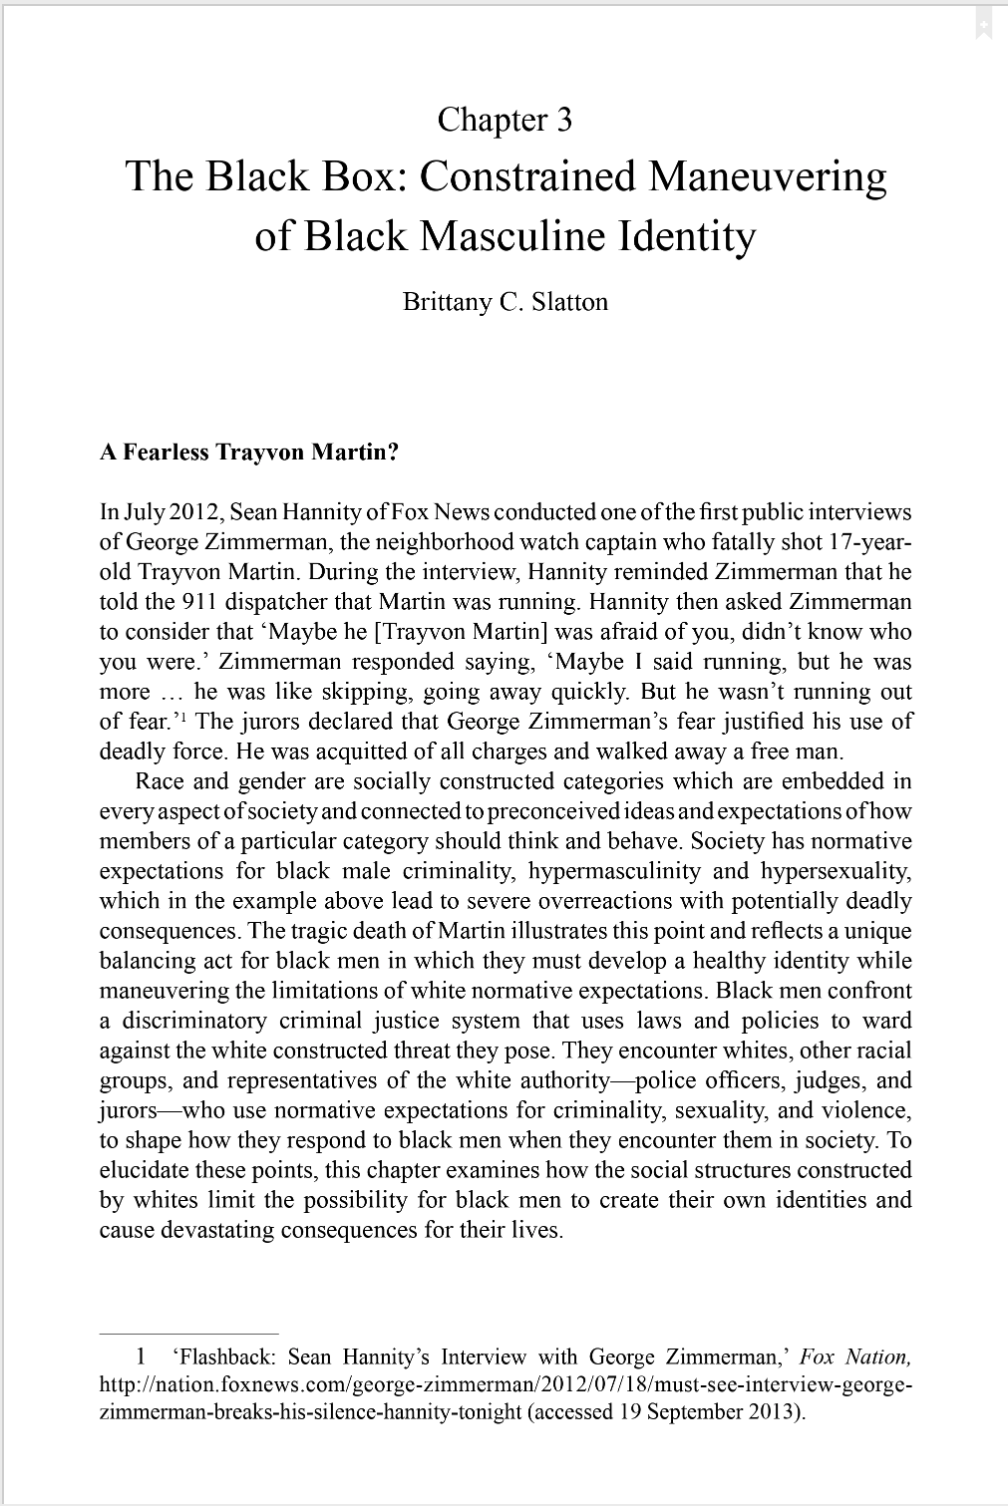 Chapter 3
The Black Box: Constrained Maneuvering
of Black Masculine Identity
Brittany C. Slatton
A Fearless Trayvon Martin?
In July 2012, Sean Hannity of Fox News conducted one of the first public interviews
of George Zimmerman, the neighborhood watch captain who fatally shot 17-year-
old Trayvon Martin. During the interview, Hannity reminded Zimmerman that he
told the 911 dispatcher that Martin was running. Hannity then asked Zimmerman
to consider that ‘Maybe he [Trayvon Martin] was afraid of you, didn’t know who
you were.’ Zimmerman responded saying, ‘Maybe I said running, but he was
more … he was like skipping, going away quickly. But he wasn’t running out
of fear.’1 The jurors declared that George Zimmerman’s fear justified his use of
deadly force. He was acquitted of all charges and walked away a free man.
Race and gender are socially constructed categories which are embedded in
every aspect of society and connected to preconceived ideas and expectations of how
members of a particular category should think and behave. Society has normative
expectations for black male criminality, hypermasculinity and hypersexuality,
which in the example above lead to severe overreactions with potentially deadly
consequences. The tragic death of Martin illustrates this point and reflects a unique
balancing act for black men in which they must develop a healthy identity while
maneuvering the limitations of white normative expectations. Black men confront
a discriminatory criminal justice system that uses laws and policies to ward
against the white constructed threat they pose. They encounter whites, other racial
groups, and representatives of the white authority—police officers, judges, and
jurors—who use normative expectations for criminality, sexuality, and violence,
to shape how they respond to black men when they encounter them in society. To
elucidate these points, this chapter examines how the social structures constructed
by whites limit the possibility for black men to create their own identities and
cause devastating consequences for their lives.
1 ‘Flashback: Sean Hannity’s Interview with George Zimmerman,’ Fox Nation,
http://nation.foxnews.com/george-zimmerman/2012/07/18/must-see-interview-george-
zimmerman-breaks-his-silence-hannity-tonight (accessed 19 September 2013).